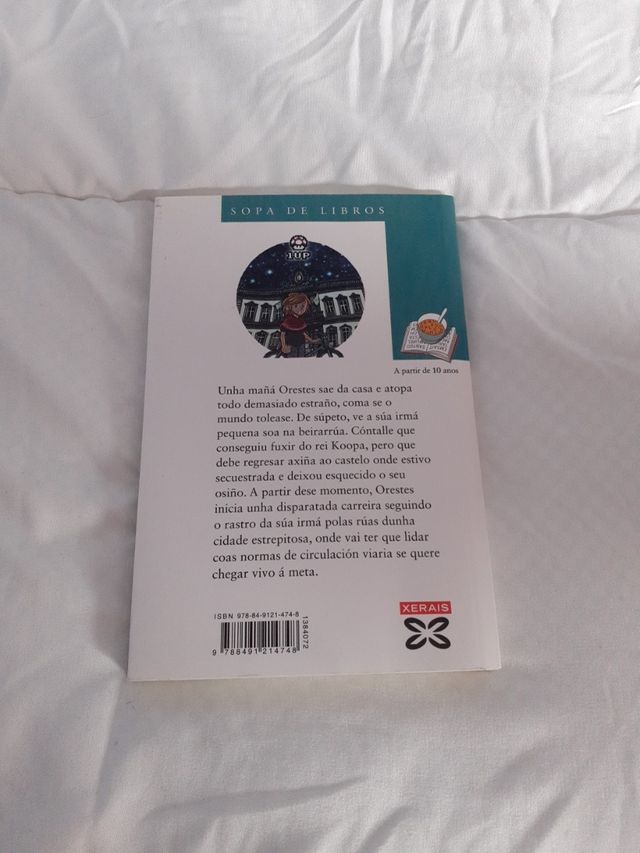 SOPA DE LIBROS
1UP
A partir de 10 anos
Unha mañá Orestes sae da casa e atopa
todo demasiado estraño, coma se o
mundo tolease. De súpeto, ve a súa irmá
pequena soa na beirarrúa. Cóntalle que
conseguiu fuxir do rei Koopa, pero que
debe regresar axiña ao castelo onde estivo
secuestrada e deixou esquecido o seu
osiño. A partir dese momento, Orestes
inicia unha disparatada carreira seguindo
o rastro da súa irmá polas rúas dunha
cidade estrepitosa, onde vai ter que lidar
coas normas de circulación viaria se quere
chegar vivo á meta.
ISBN 978-84-9121-474-8
9 788491 214748
1384072
XERAIS